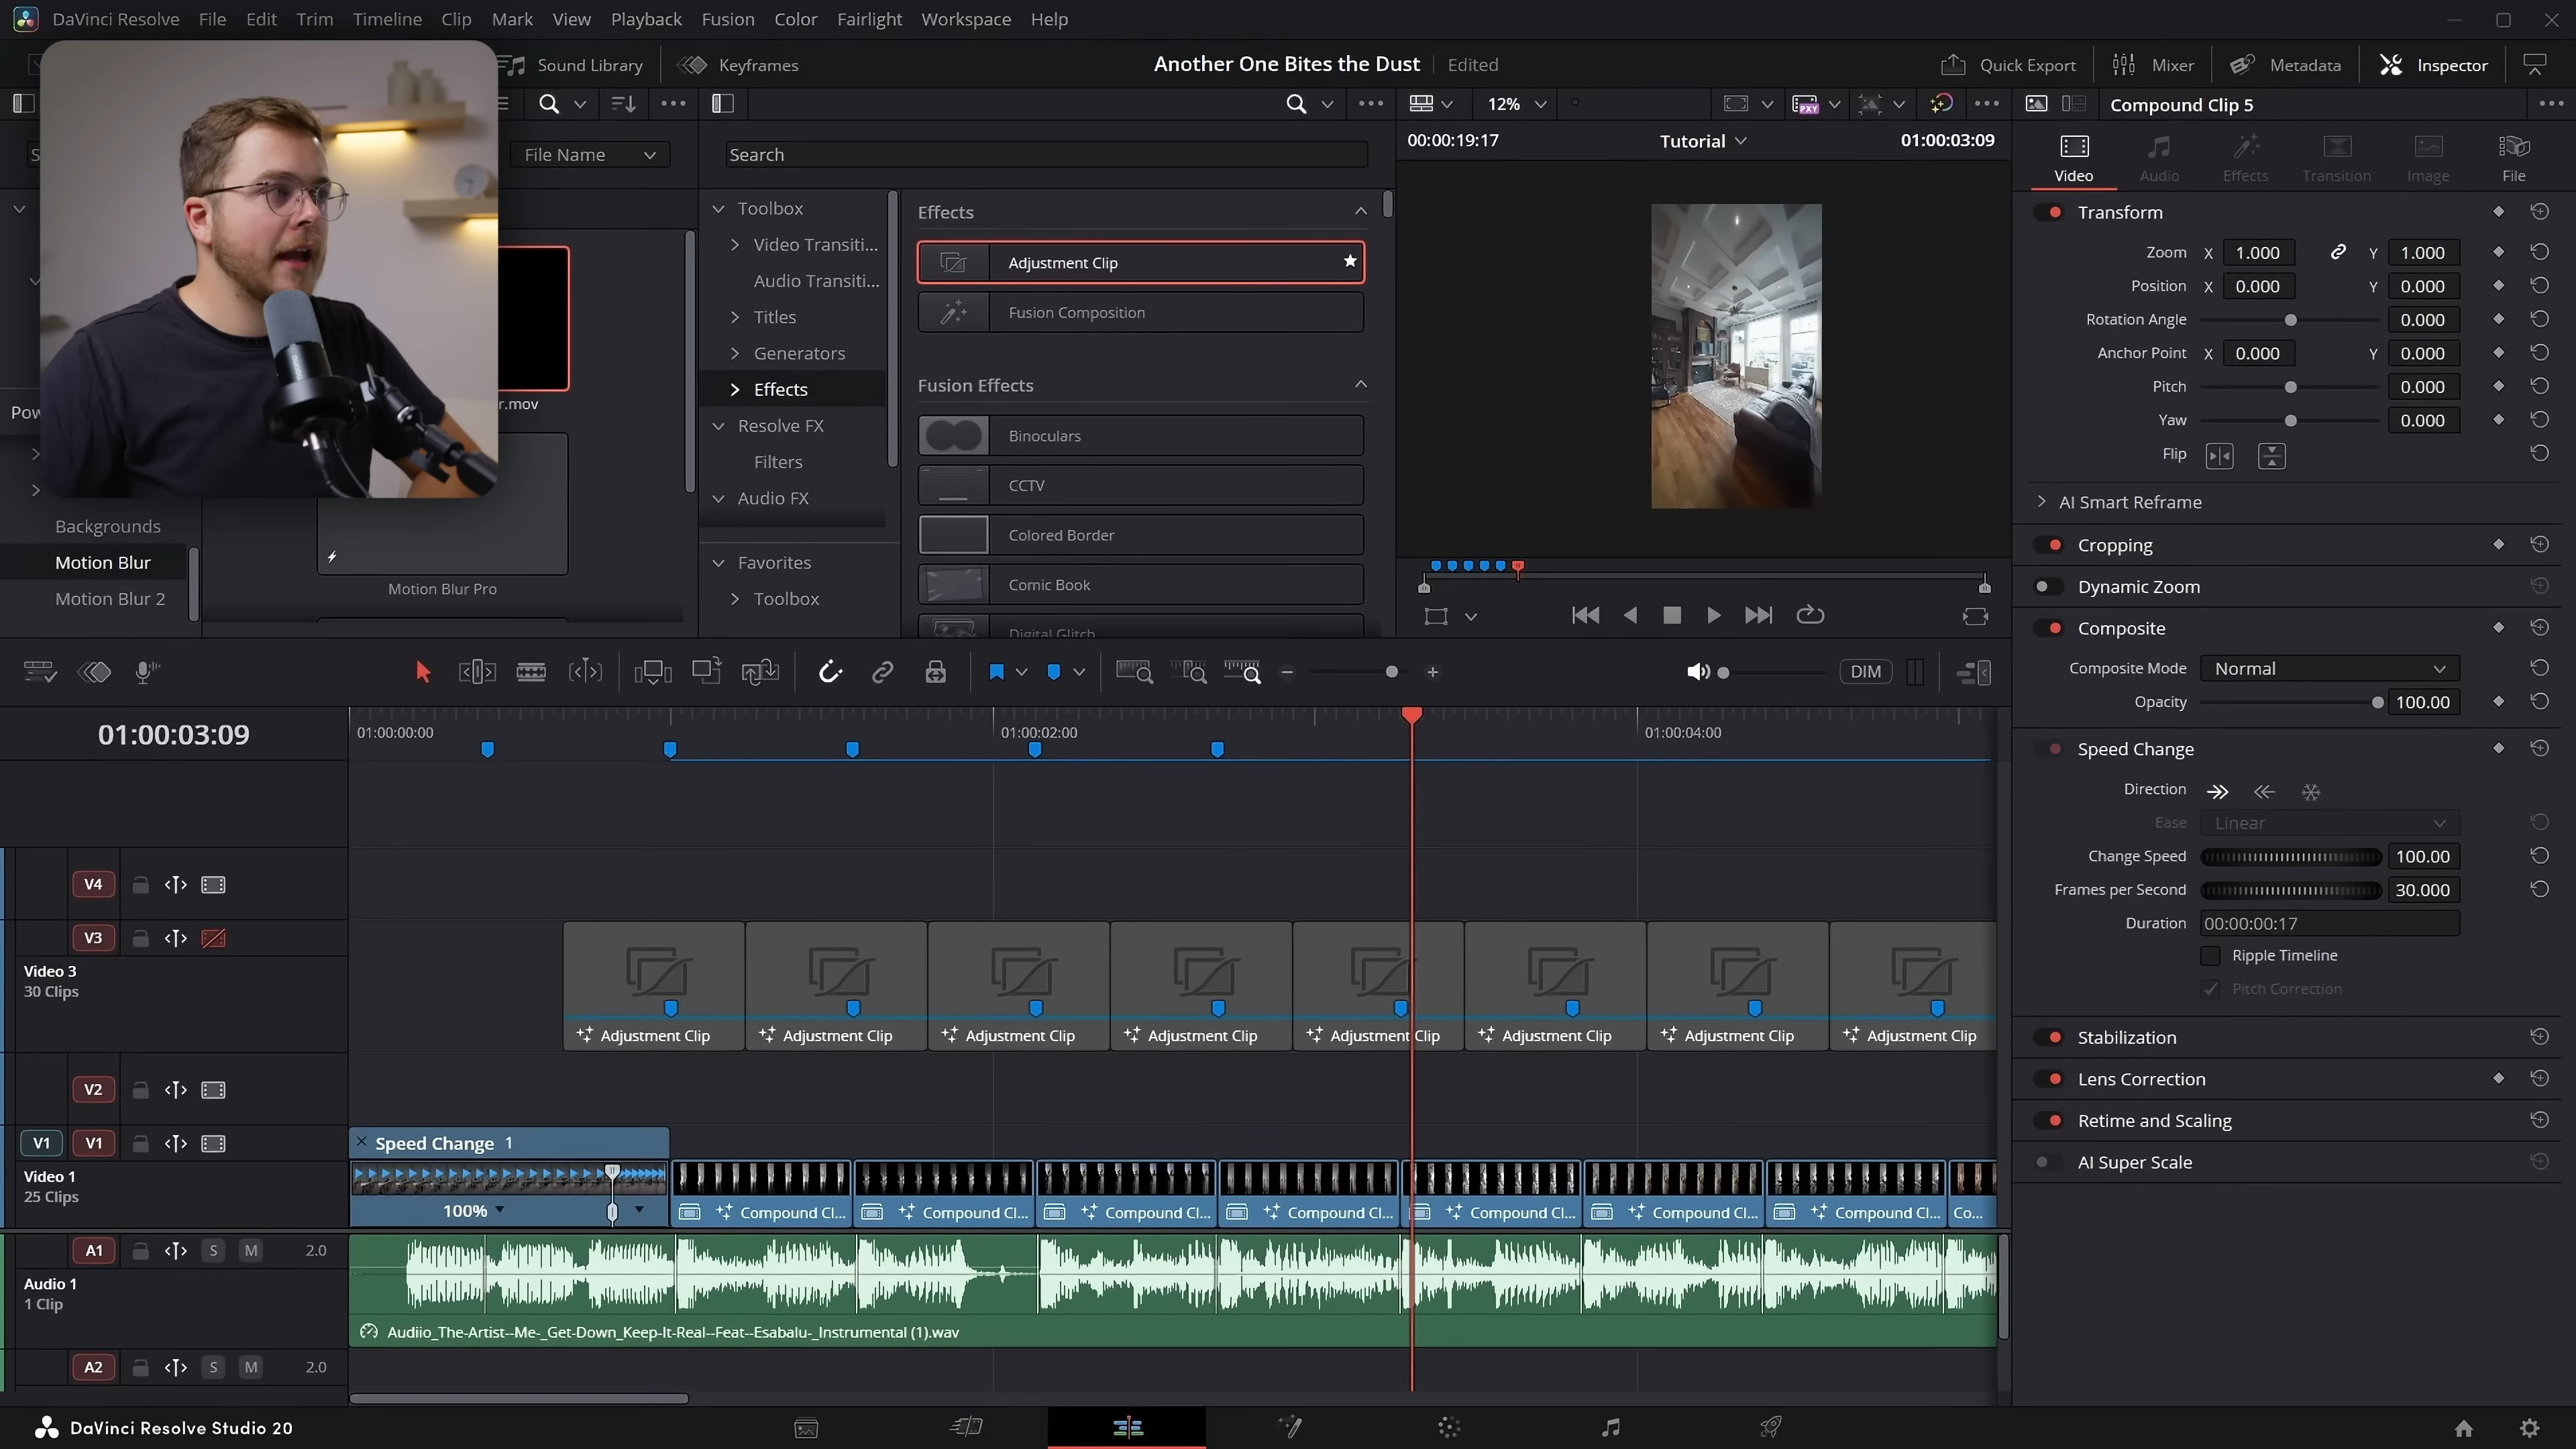 DaVinci Resolve File Edit Trim Timeline Clip Mark View Playback Fusion Color Fairlight Workspace Help
Sound Library Keyframes Another One Bites the Dust Edited Quick Export Mixer Metadata Inspector
12% PXY Compound Clip 5
File Name Search 00:00:19:17 Tutorial 01:00:03:09
Video Audio Effects Transition Image File
Toolbox
Video Transiti...
Audio Transiti...
Titles
Generators
Effects
Resolve FX
Filters
Audio FX
Favorites
Toolbox
Effects
Adjustment Clip
Fusion Composition
Fusion Effects
Binoculars
CCTV
Colored Border
Comic Book
Digital Glitch
r.mov
Pow
Backgrounds
Motion Blur
Motion Blur 2
Motion Blur Pro
Transform
Zoom X 1.000 Y 1.000
Position X 0.000 Y 0.000
Rotation Angle 0.000
Anchor Point X 0.000 Y 0.000
Pitch 0.000
Yaw 0.000
Flip
AI Smart Reframe
Cropping
Dynamic Zoom
Composite
Composite Mode Normal
Opacity 100.00
Speed Change
Direction
Ease Linear
Change Speed 100.00
Frames per Second 30.000
Duration 00:00:00:17
Ripple Timeline
Pitch Correction
Stabilization
Lens Correction
Retime and Scaling
AI Super Scale
DIM
01:00:03:09 01:00:00:00 01:00:02:00 01:00:04:00
V4
V3
Video 3
30 Clips
Adjustment Clip Adjustment Clip Adjustment Clip Adjustment Clip Adjustment Clip Adjustment Clip Adjustment Clip Adjustment Clip
V2
V1 V1 Speed Change 1
Video 1
25 Clips
100% Compound Cl... Compound Cl... Compound Cl... Compound Cl... Compound Cl... Compound Cl... Compound Cl... Co...
A1 S M 2.0
Audio 1
1 Clip
Audiio_The-Artist--Me-_Get-Down_Keep-It-Real--Feat--Esabalu-_Instrumental (1).wav
A2 S M 2.0
DaVinci Resolve Studio 20